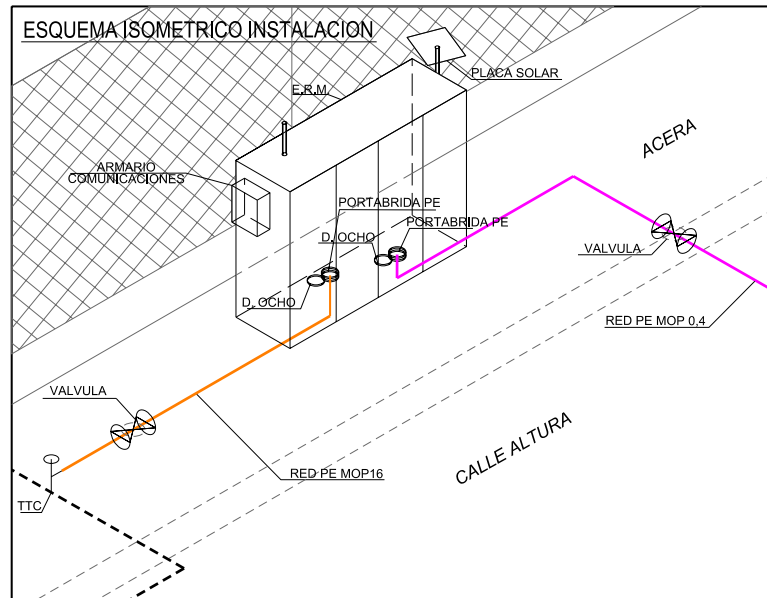 ESQUEMA ISOMETRICO INSTALACION
PLACA SOLAR
E.R.M.
ACERA
ARMARIO
COMUNICACIONES
PORTABRIDA PE
PORTABRIDA PE
D. OCHO
VALVULA
D. OCHO
RED PE MOP 0,4
VALVULA
CALLE ALTURA
RED PE MOP16
TTC